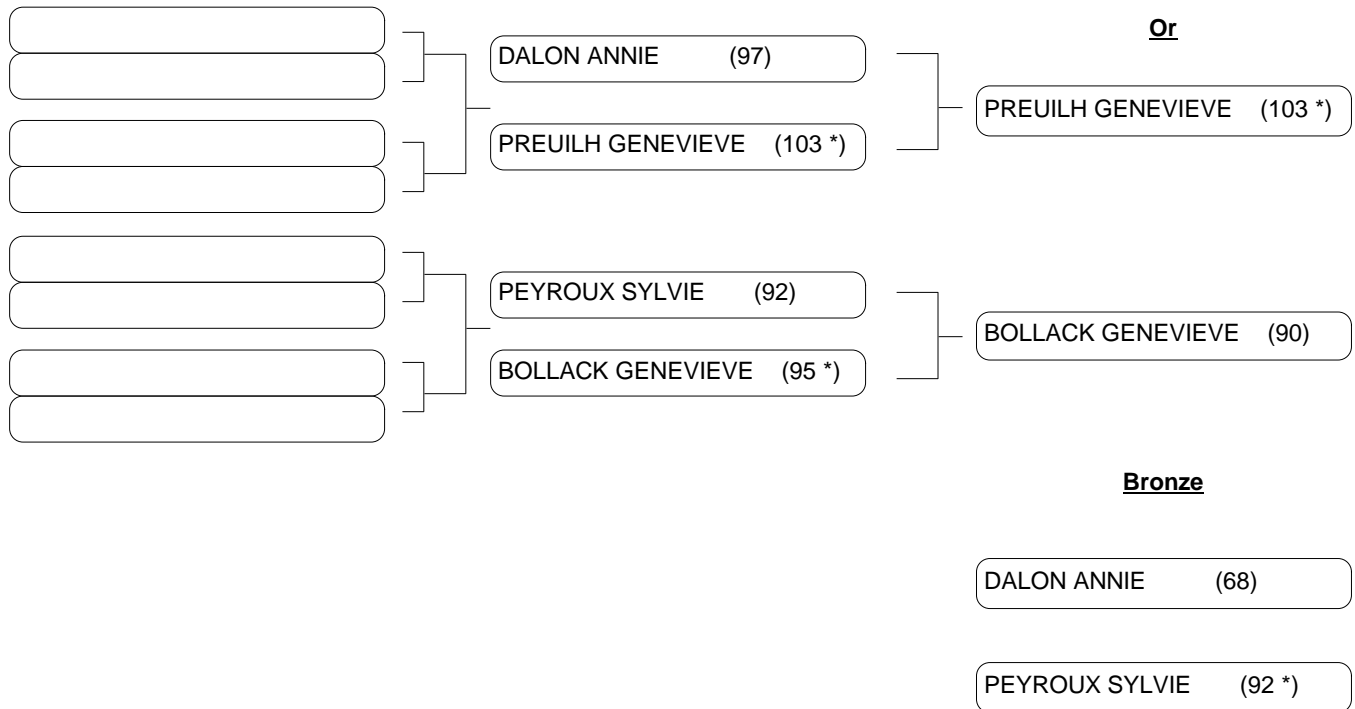 Or
DALON ANNIE (97)
PREUILH GENEVIEVE (103 *)
PREUILH GENEVIEVE (103 *)
PEYROUX SYLVIE (92)
BOLLACK GENEVIEVE (95 *)
BOLLACK GENEVIEVE (90)
Bronze
DALON ANNIE (68)
PEYROUX SYLVIE (92 *)